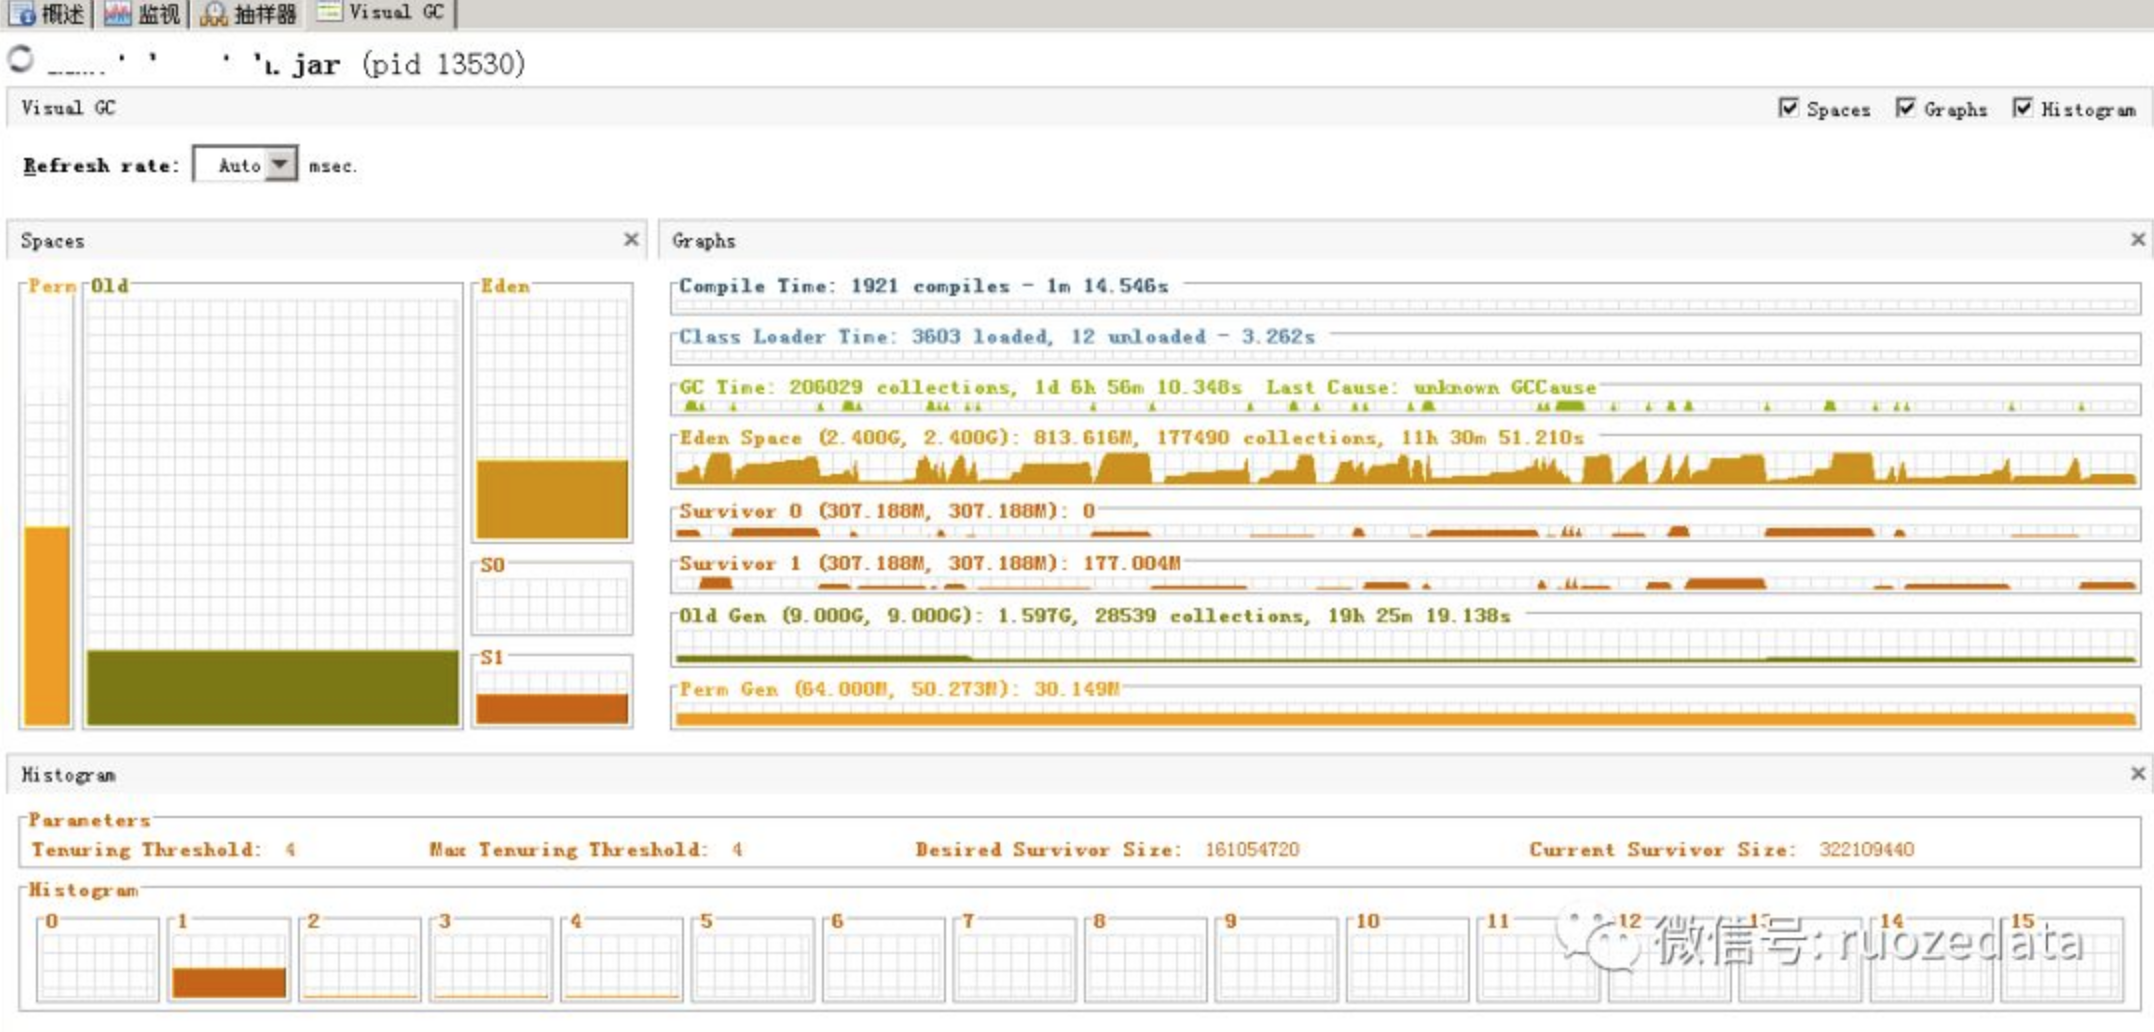 概述 监视 抽样器 Visual GC
.jar (pid 13530)
Visual GC
Spaces Graphs Histogram
Refresh rate: Auto msec.
Spaces
Perm Old Eden
S0
S1
Graphs
Compile Time: 1921 compiles - 1m 14.546s
Class Loader Time: 3603 loaded, 12 unloaded - 3.262s
GC Time: 206029 collections, 1d 6h 56m 10.348s Last Cause: unknown GCCause
Eden Space (2.400G, 2.400G): 813.616M, 177490 collections, 11h 30m 51.210s
Survivor 0 (307.188M, 307.188M): 0
Survivor 1 (307.188M, 307.188M): 177.004M
Old Gen (9.000G, 9.000G): 1.597G, 28539 collections, 19h 25m 19.138s
Perm Gen (64.000M, 50.273M): 30.149M
Histogram
Parameters
Tenuring Threshold: 4 Max Tenuring Threshold: 4 Desired Survivor Size: 161054720 Current Survivor Size: 322109440
Histogram
0 1 2 3 4 5 6 7 8 9 10 11 12 13 14 15
微信号: ruozedata